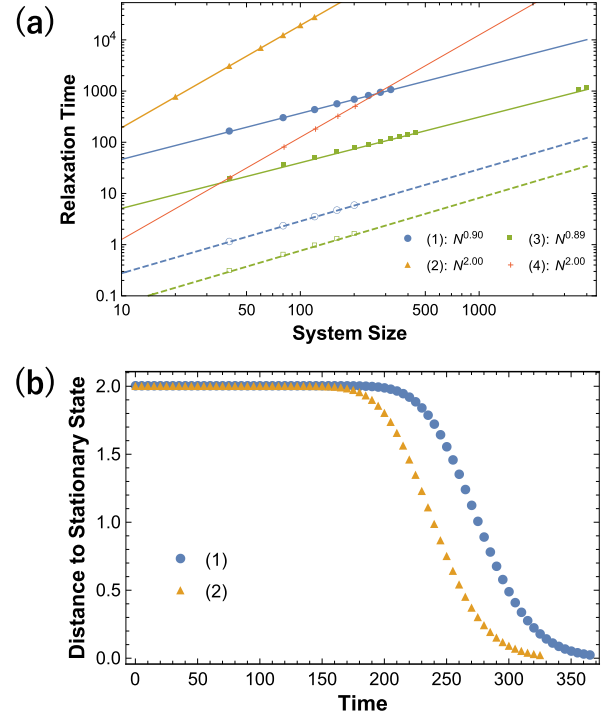 (a)
Relaxation Time
10⁴
1000
100
10
1
0.1
(1): N^0.90 (3): N^0.89
(2): N^2.00 (4): N^2.00
10 50 100 500 1000
System Size
(b)
Distance to Stationary State
2.0
1.5
1.0
0.5
0.0
(1)
(2)
0 50 100 150 200 250 300 350
Time